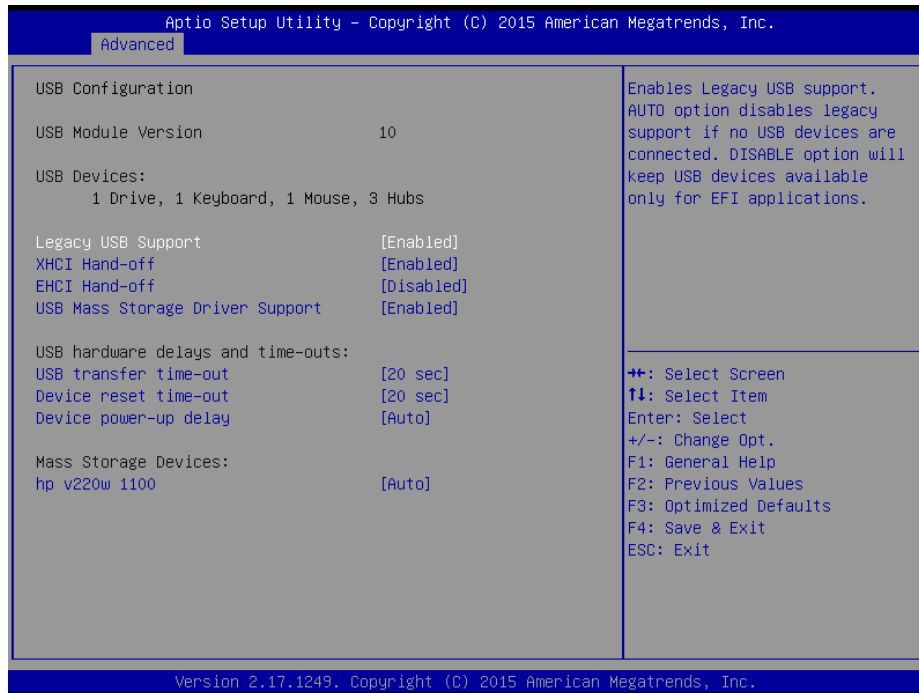 Aptio Setup Utility – Copyright (C) 2015 American Megatrends, Inc.
Advanced
USB Configuration
USB Module Version 10
USB Devices:
1 Drive, 1 Keyboard, 1 Mouse, 3 Hubs
Legacy USB Support [Enabled]
XHCI Hand-off [Enabled]
EHCI Hand-off [Disabled]
USB Mass Storage Driver Support [Enabled]
USB hardware delays and time-outs:
USB transfer time-out [20 sec]
Device reset time-out [20 sec]
Device power-up delay [Auto]
Mass Storage Devices:
hp v220w 1100 [Auto]
Enables Legacy USB support.
AUTO option disables legacy
support if no USB devices are
connected. DISABLE option will
keep USB devices available
only for EFI applications.
→←: Select Screen
↑↓: Select Item
Enter: Select
+/-: Change Opt.
F1: General Help
F2: Previous Values
F3: Optimized Defaults
F4: Save & Exit
ESC: Exit
Version 2.17.1249. Copyright (C) 2015 American Megatrends, Inc.